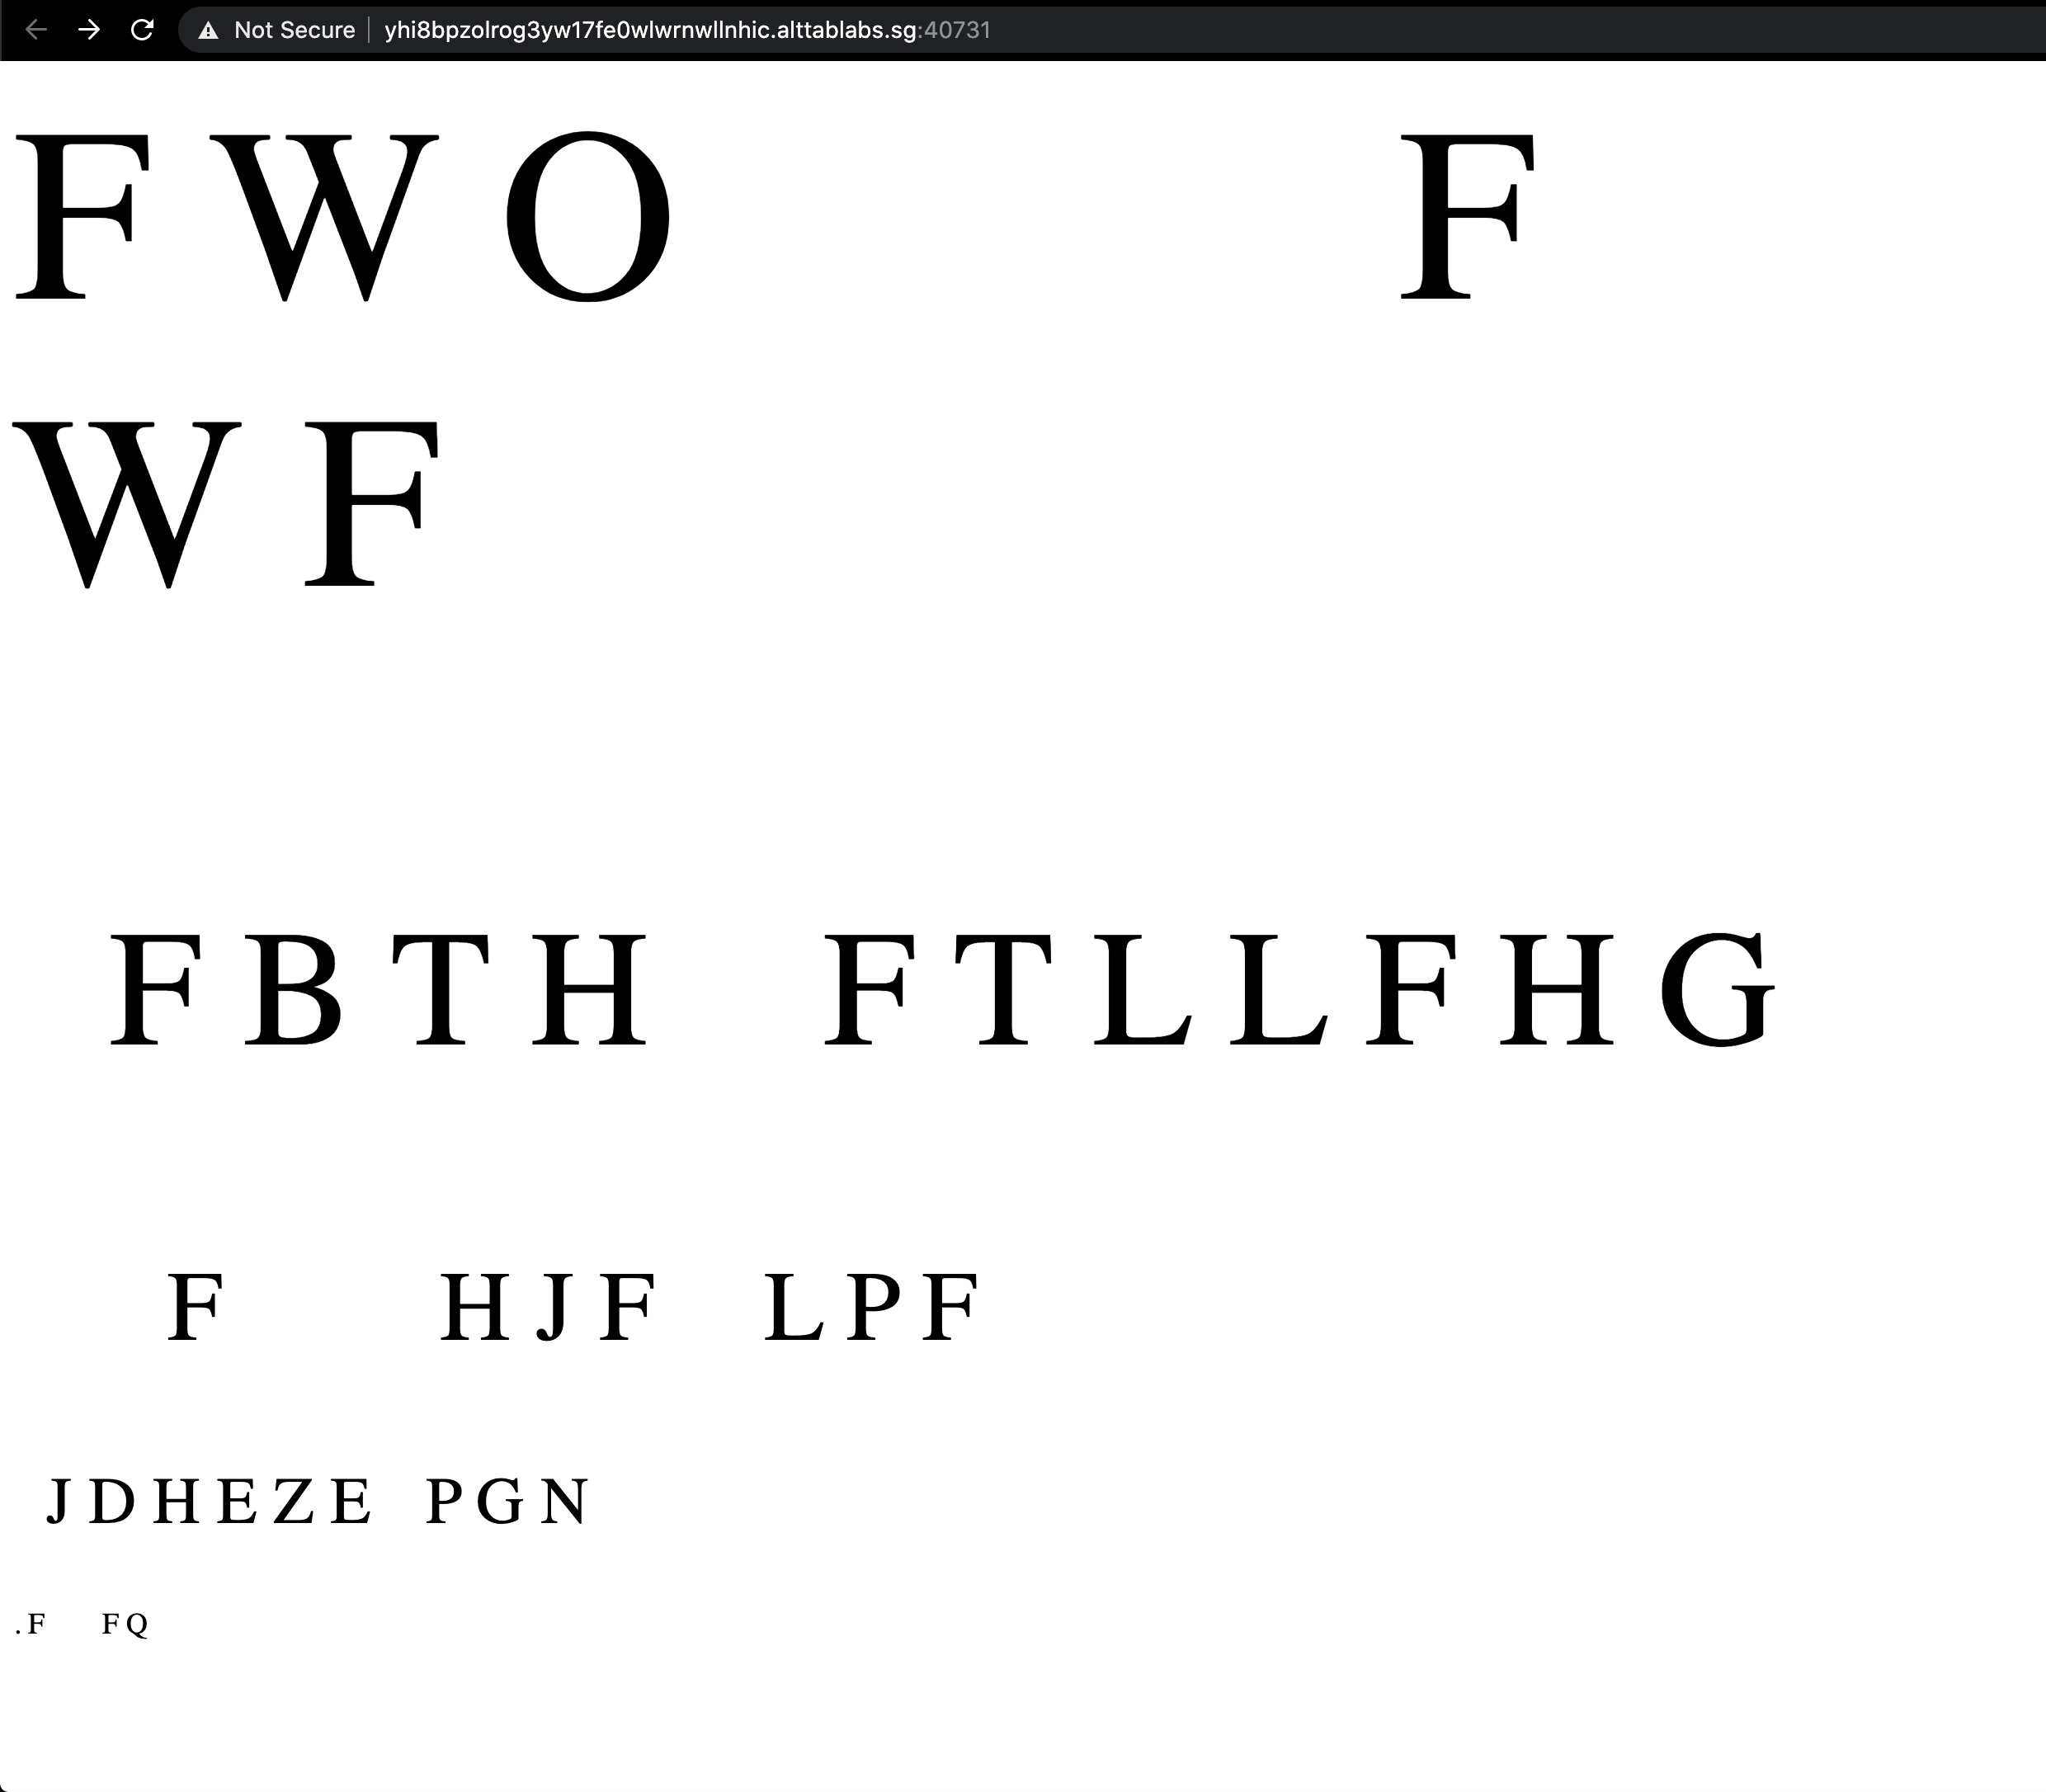 Not Secure yhi8bpzolrog3yw17fe0wlwrnwllnhic.alttablabs.sg:40731
F W O F
W F
F B T H F T L L F H G
F H J F L P F
J D H E Z E P G N
. F F Q